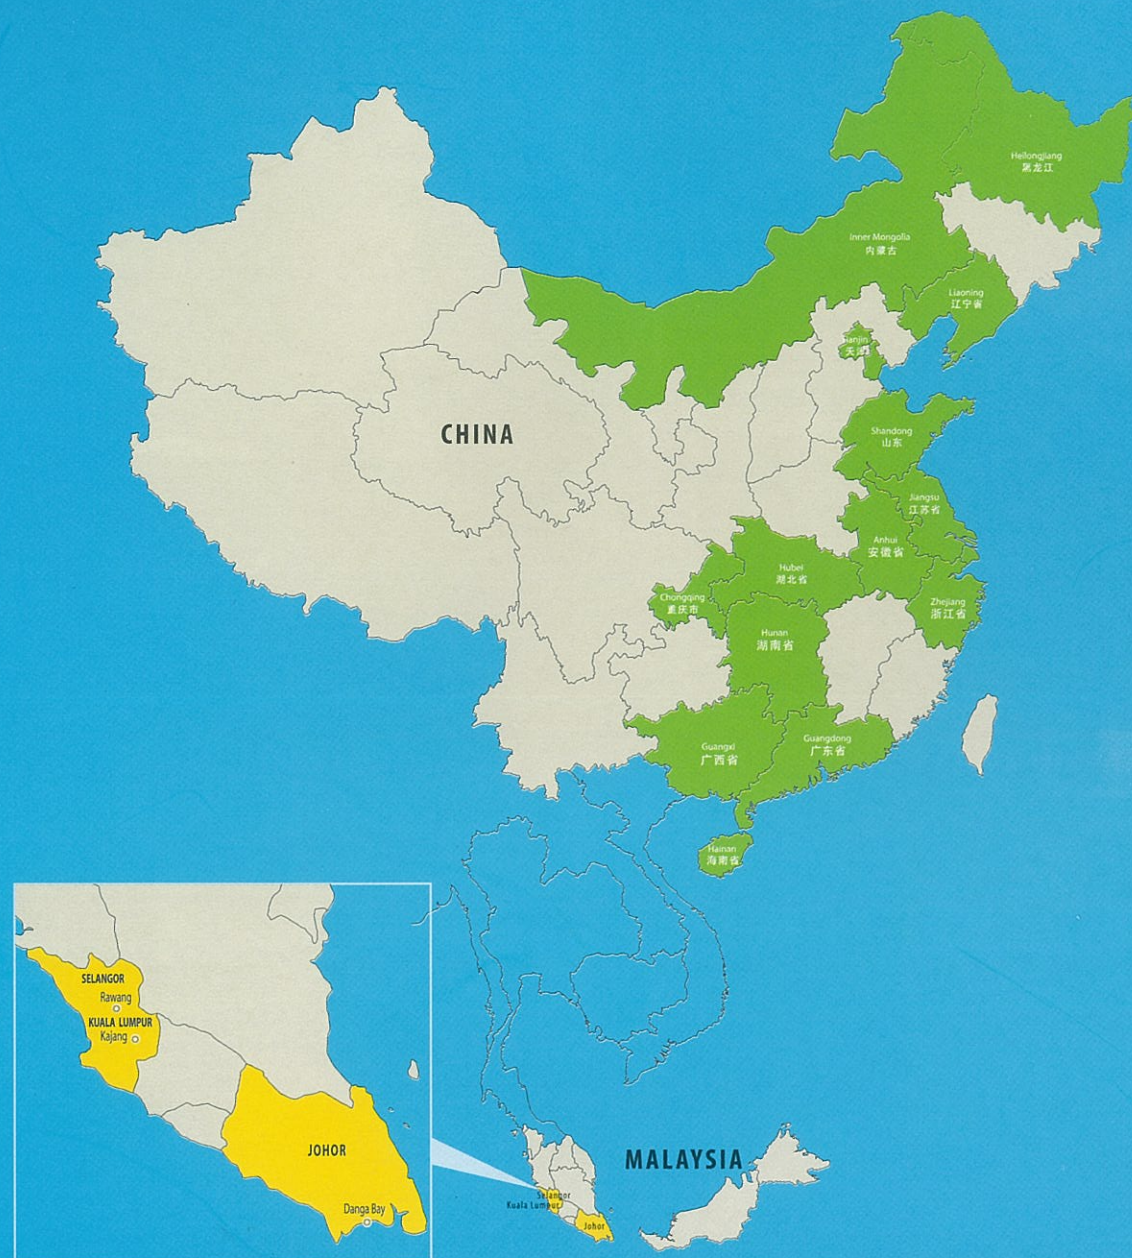 Heilongjiang
黑龙江
Inner Mongolia
内蒙古
Liaoning
辽宁省
Tianjin
天津
CHINA
Shandong
山东
Jiangsu
江苏省
Anhui
安徽省
Hubei
湖北省
Chongqing
重庆市
Zhejiang
浙江省
Hunan
湖南省
Guangxi
广西省
Guangdong
广东省
Hainan
海南省
SELANGOR
Rawang
KUALA LUMPUR
Kajang
JOHOR
Danga Bay
MALAYSIA
Selangor
Kuala Lumpur
Johor